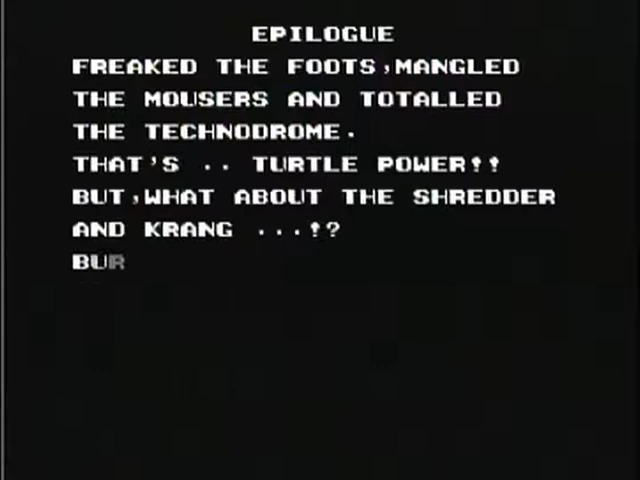 EPILOGUE
FREAKED THE FOOTS,MANGLED
THE MOUSERS AND TOTALLED
THE TECHNODROME.
THAT'S .. TURTLE POWER!!
BUT,WHAT ABOUT THE SHREDDER
AND KRANG ...!?
BUR